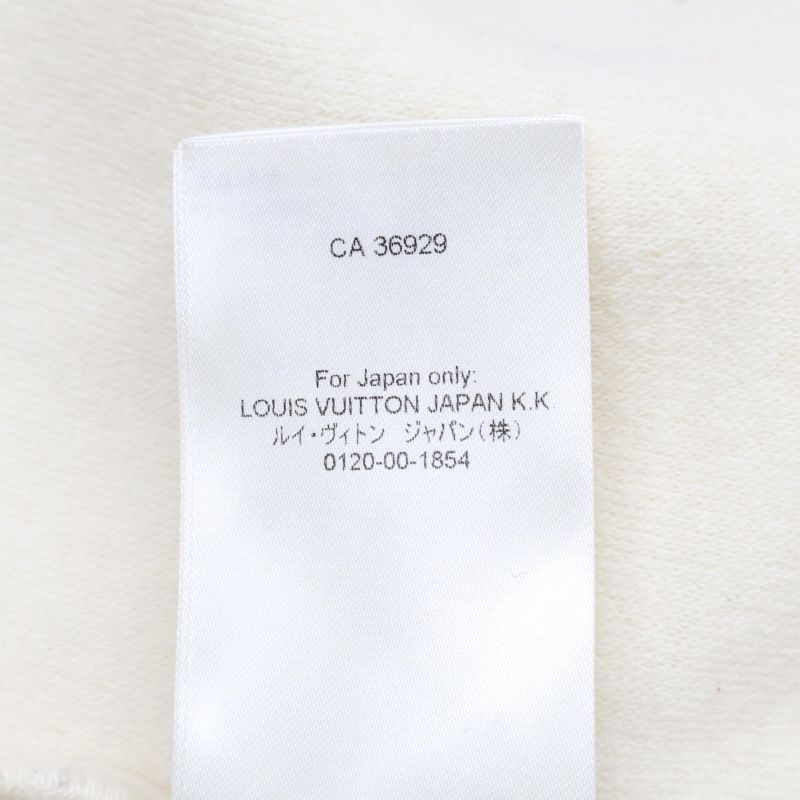 CA 36929
For Japan only:
LOUIS VUITTON JAPAN K.K
ルイ・ヴィトン　ジャパン(株)
0120-00-1854